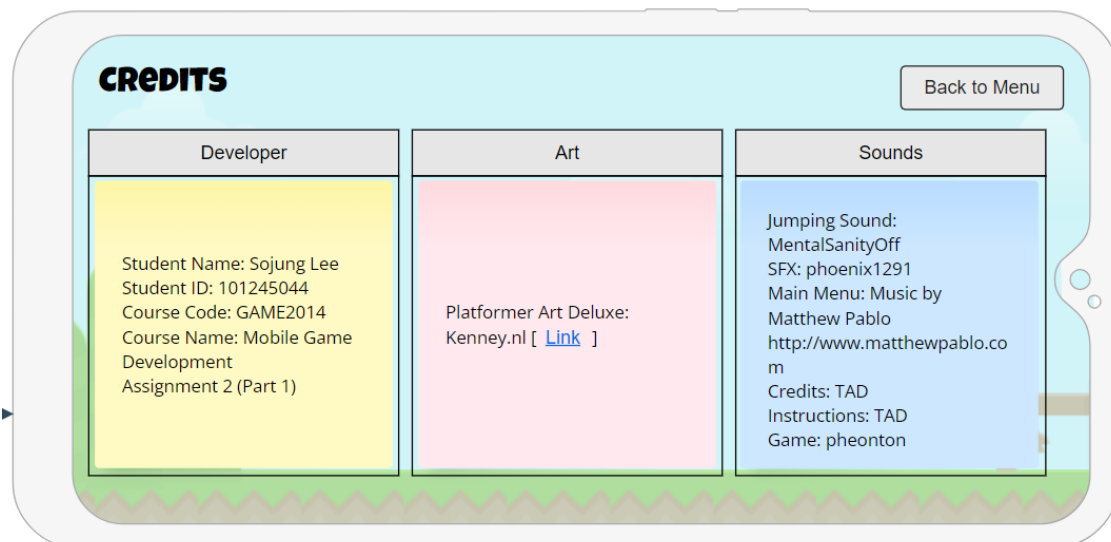 CReDITS
Back to Menu
Developer
Student Name: Sojung Lee
Student ID: 101245044
Course Code: GAME2014
Course Name: Mobile Game
Development
Assignment 2 (Part 1)
Art
Platformer Art Deluxe:
Kenney.nl [ Link ]
Sounds
Jumping Sound:
MentalSanityOff
SFX: phoenix1291
Main Menu: Music by
Matthew Pablo
http://www.matthewpablo.co
m
Credits: TAD
Instructions: TAD
Game: pheonton